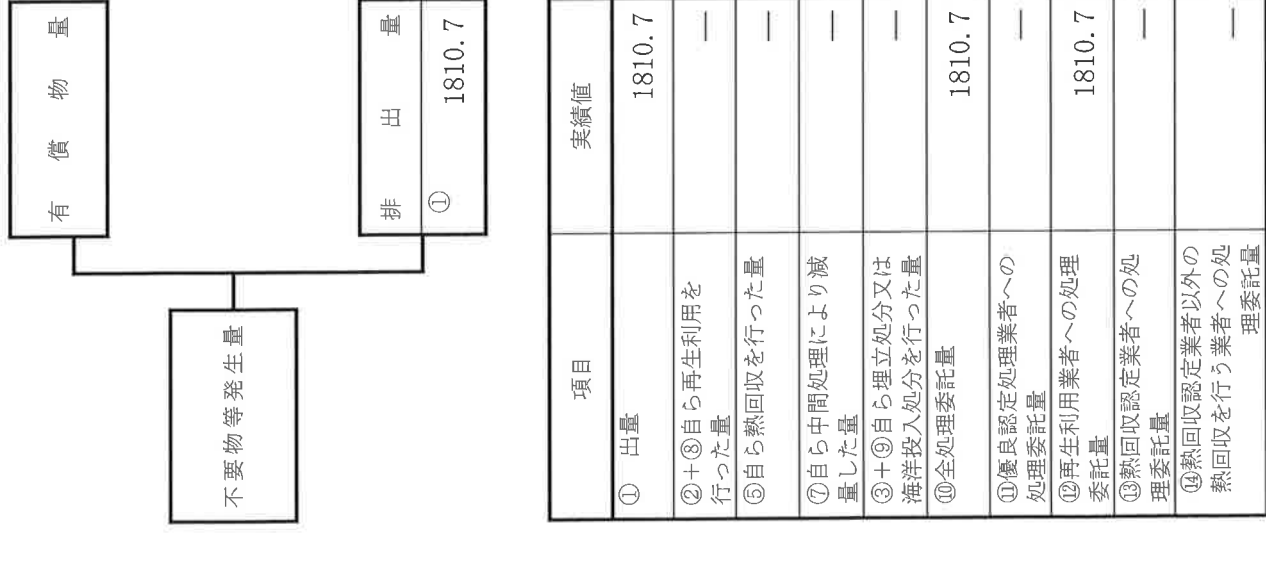 有償物量
不要物等発生量
排出量
① 1810.7
項目 実績値
① 出量 1810.7
②+⑧自ら再生利用を
行った量 —
⑤自ら熱回収を行った量 —
⑦自ら中間処理により減
量した量 —
③+⑨自ら埋立処分又は
海洋投入処分を行った量 —
⑩全処理委託量 1810.7
⑪優良認定処理業者への
処理委託量 —
⑫再生利用業者への処理
委託量 1810.7
⑬熱回収認定業者への処
理委託量 —
⑭熱回収認定業者以外の
熱回収を行う業者への処
理委託量 —